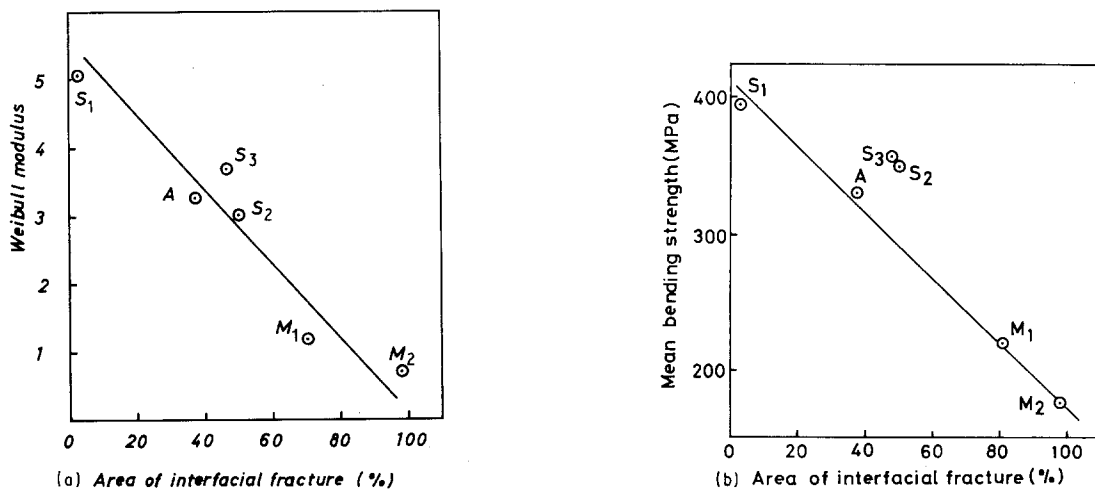 Weibull modulus
5
4
3
2
1
S1
S3
A
S2
M1
M2
0 20 40 60 80 100
(a) Area of interfacial fracture (%)
Mean bending strength (MPa)
400
300
200
S1
S3
S2
A
M1
M2
0 20 40 60 80 100
(b) Area of interfacial fracture (%)